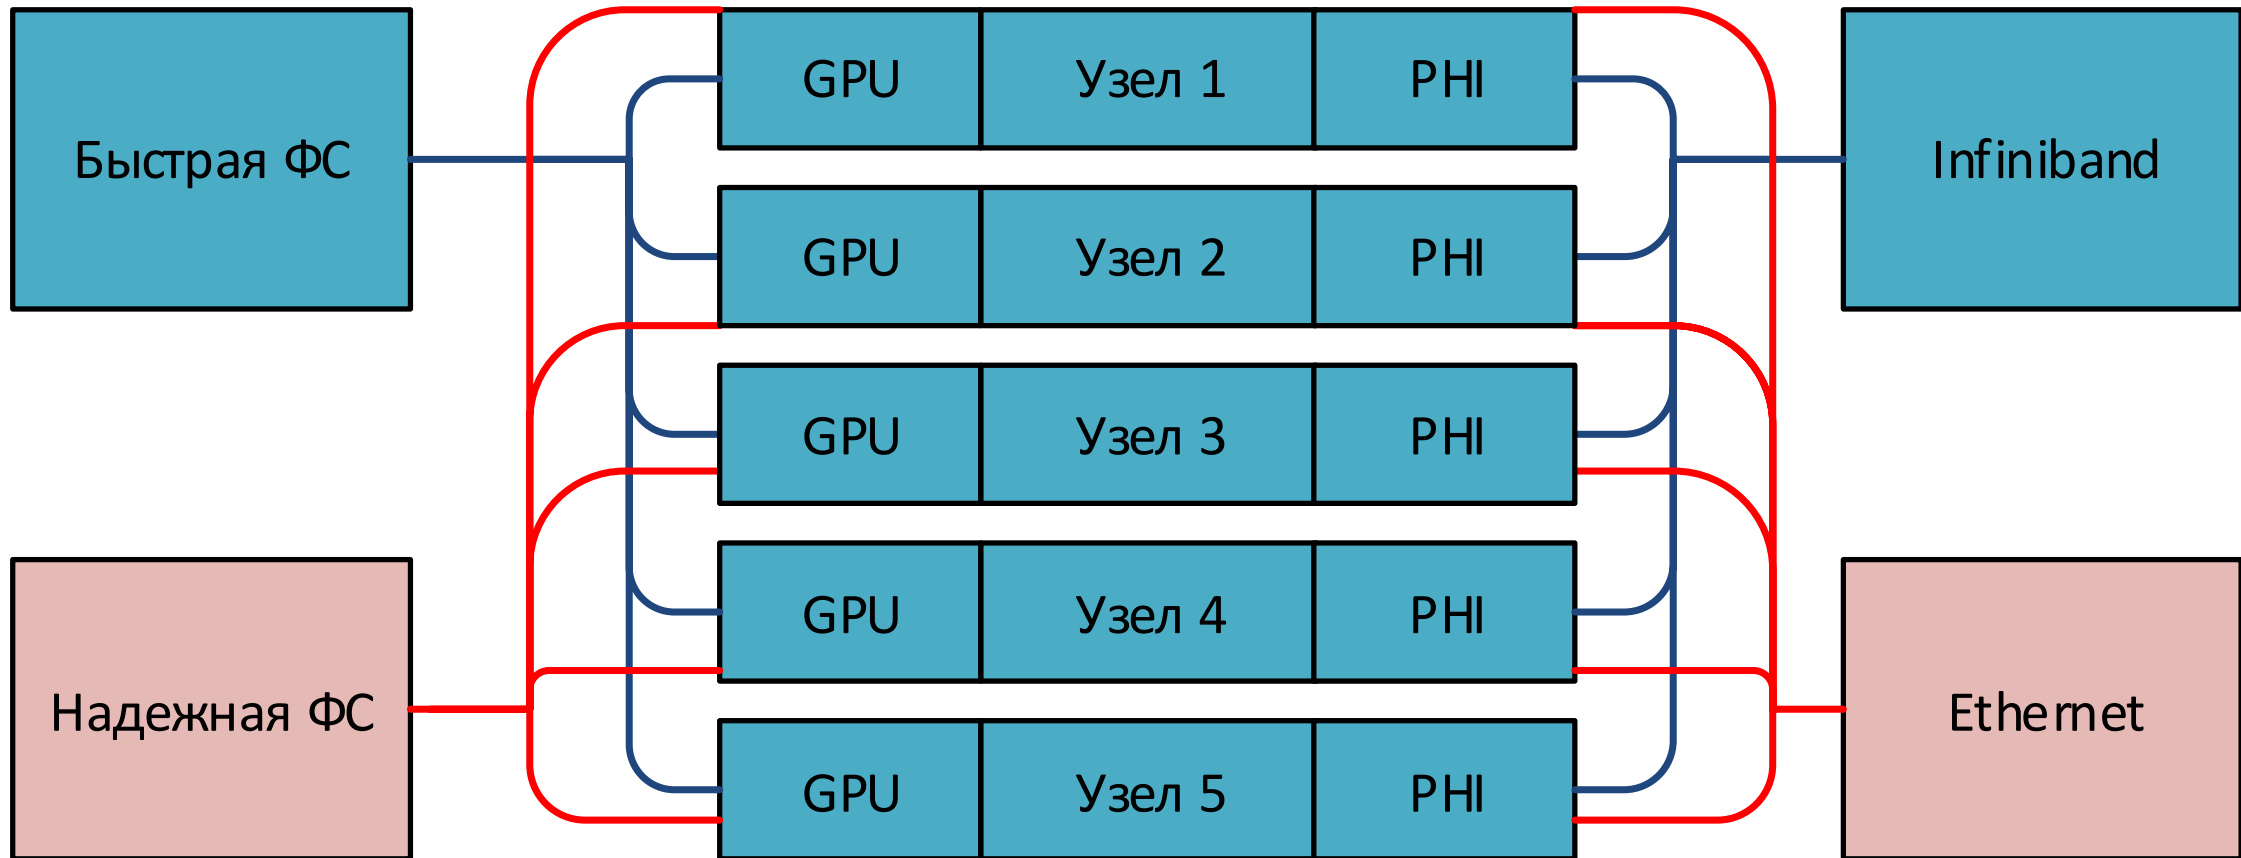 Быстрая ФС
GPU Узел 1 PHI
Infiniband
GPU Узел 2 PHI
GPU Узел 3 PHI
GPU Узел 4 PHI
Надежная ФС
Ethernet
GPU Узел 5 PHI